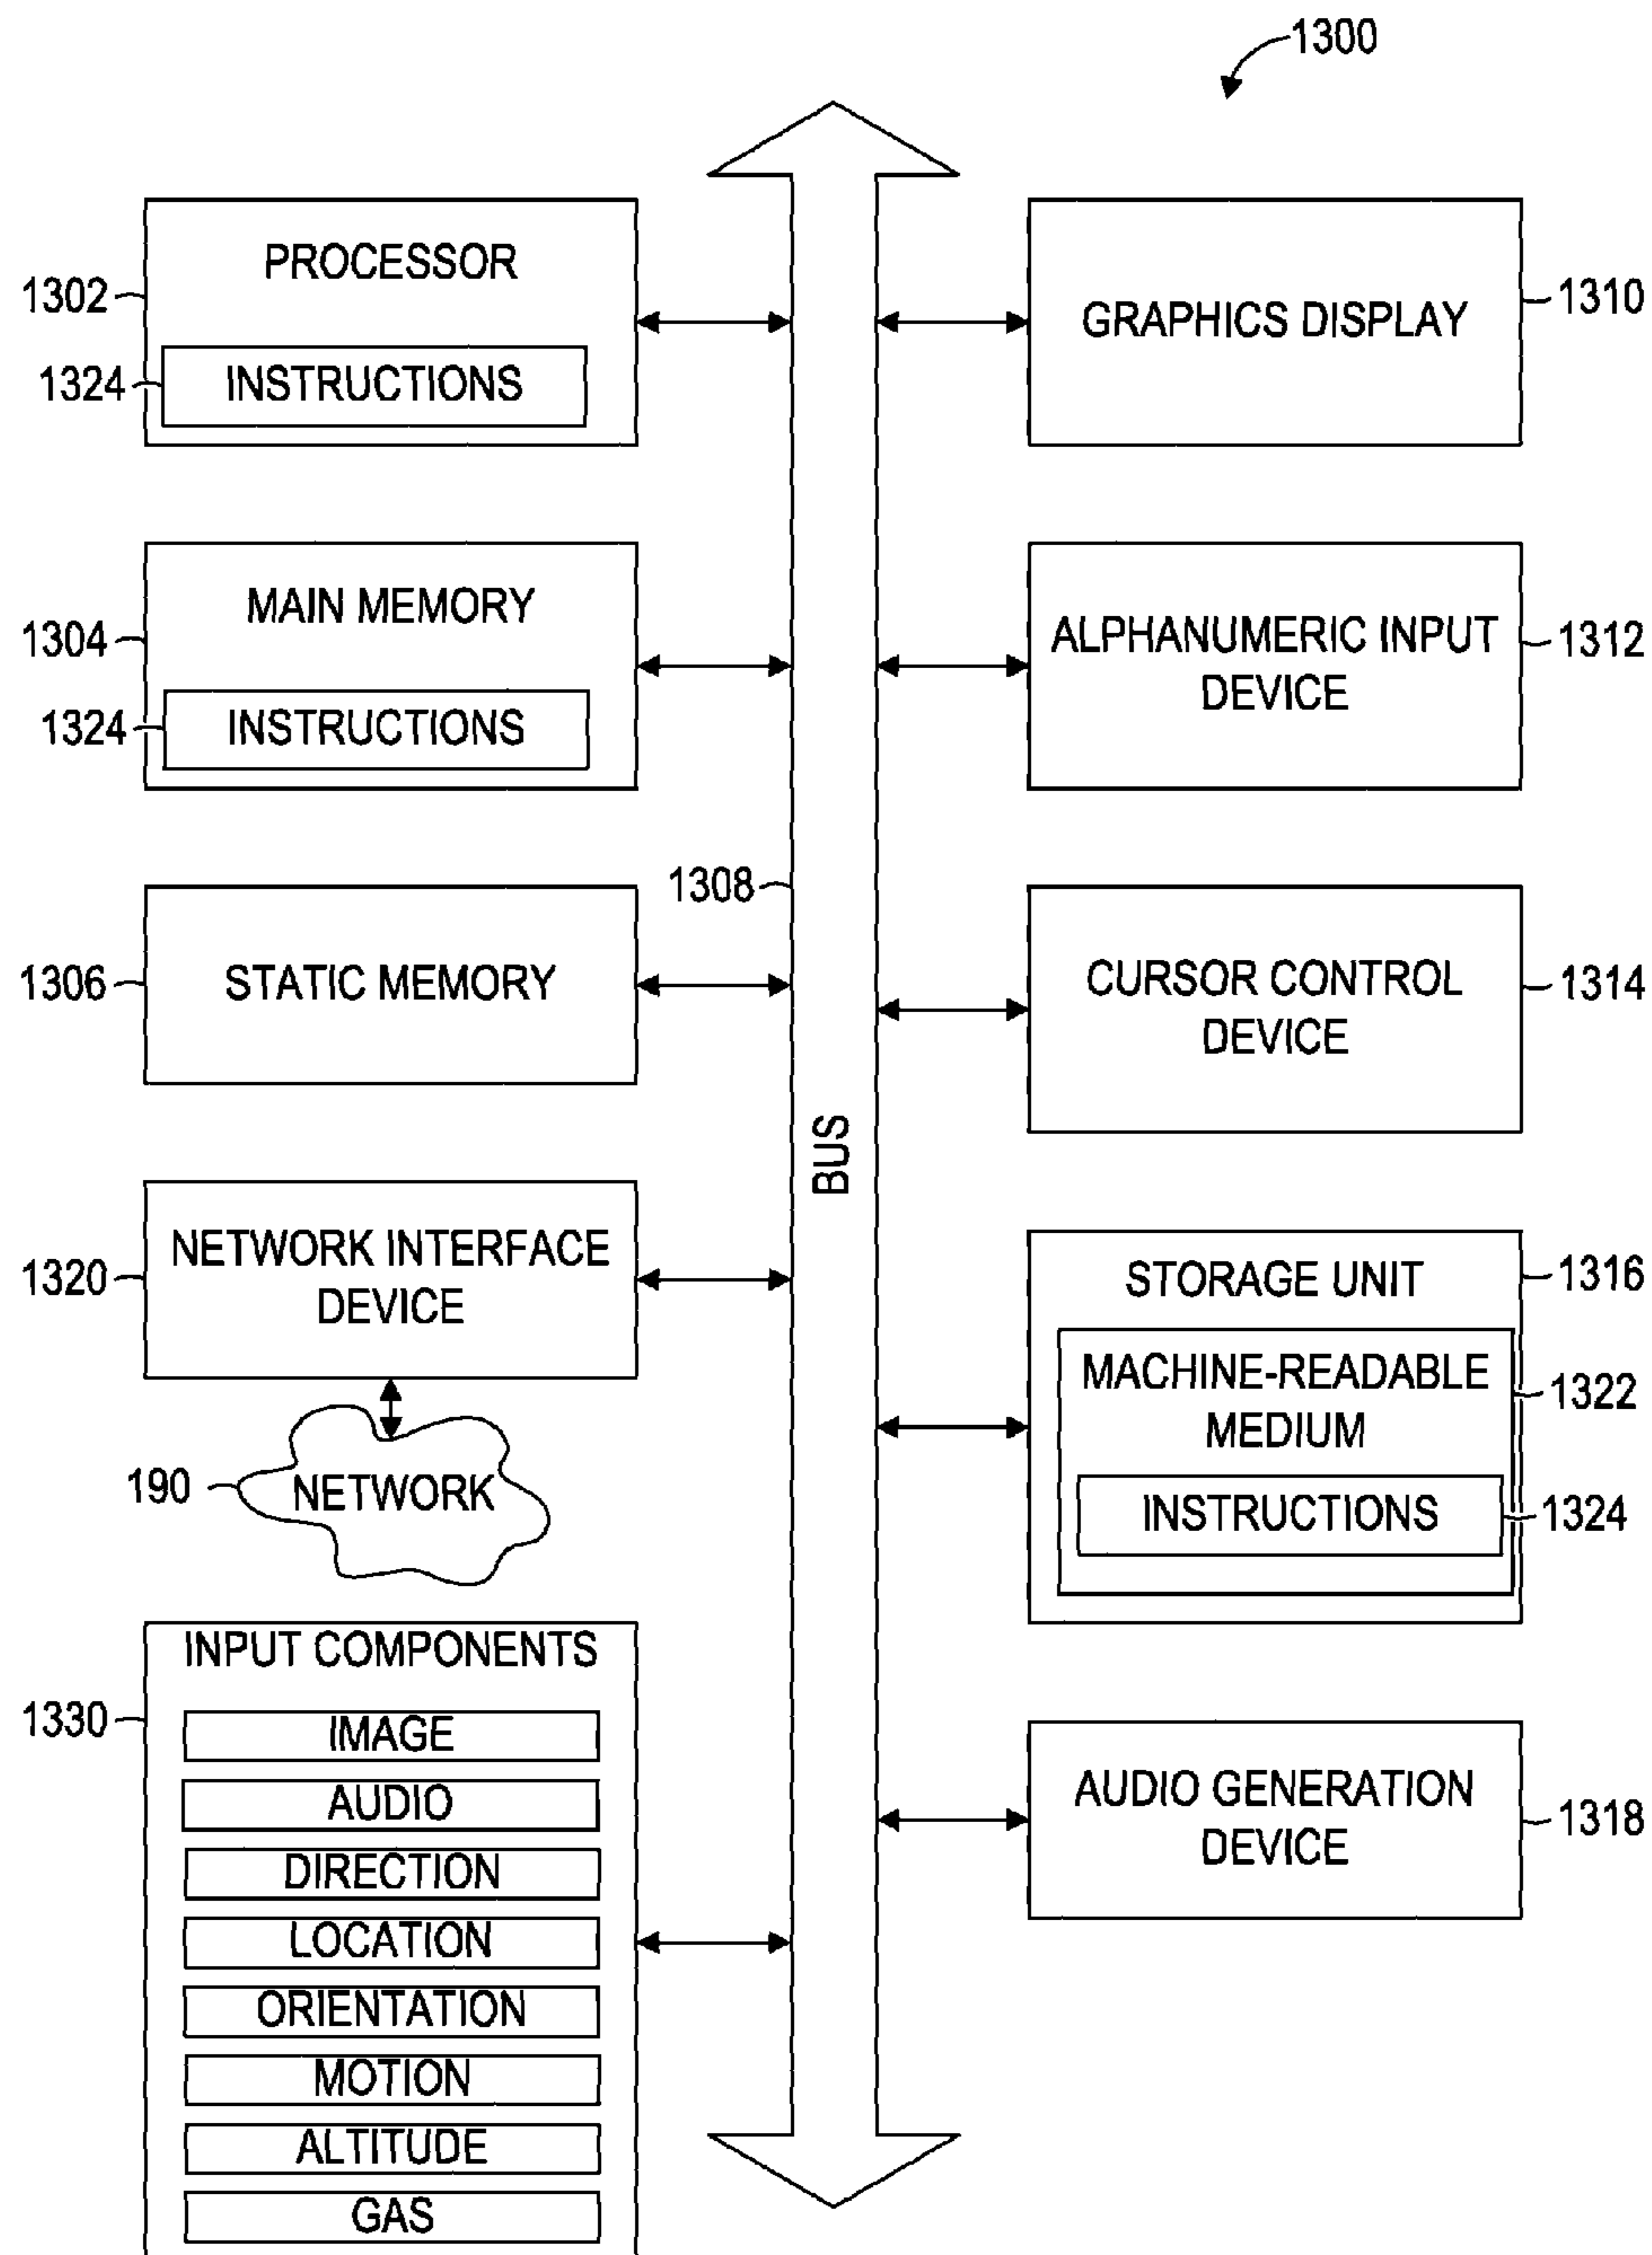 1300
PROCESSOR
1302
1324
INSTRUCTIONS
MAIN MEMORY
1304
1324
INSTRUCTIONS
1306
STATIC MEMORY
NETWORK INTERFACE
DEVICE
1320
190
NETWORK
INPUT COMPONENTS
1330
IMAGE
AUDIO
DIRECTION
LOCATION
ORIENTATION
MOTION
ALTITUDE
GAS
1308
BUS
GRAPHICS DISPLAY
1310
ALPHANUMERIC INPUT
DEVICE
1312
CURSOR CONTROL
DEVICE
1314
STORAGE UNIT
1316
MACHINE-READABLE
MEDIUM
1322
INSTRUCTIONS
1324
AUDIO GENERATION
DEVICE
1318